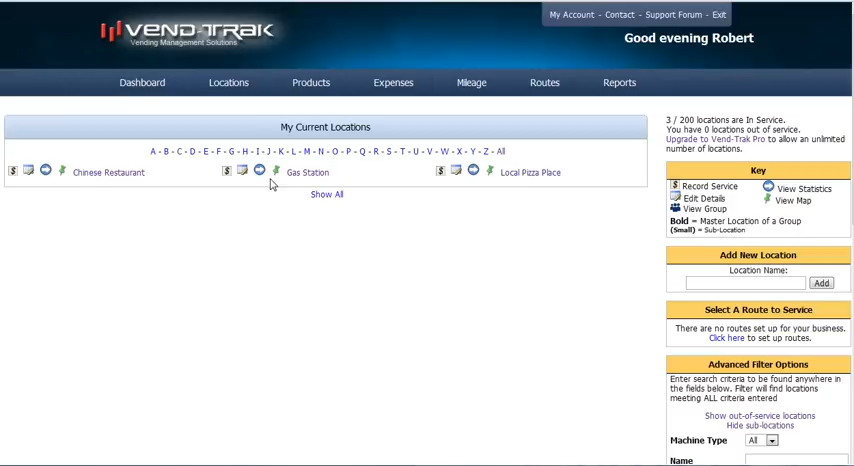 VEND-TRAK
Vending Management Solutions
My Account - Contact - Support Forum - Exit
Good evening Robert
Dashboard Locations Products Expenses Mileage Routes Reports
My Current Locations
A - B - C - D - E - F - G - H - I - J - K - L - M - N - O - P - Q - R - S - T - U - V - W - X - Y - Z - All
Chinese Restaurant Gas Station Local Pizza Place
Show All
3 / 200 locations are In Service.
You have 0 locations out of service.
Upgrade to Vend-Trak Pro to allow an unlimited
number of locations.
Key
$ Record Service View Statistics
Edit Details View Map
View Group
Bold = Master Location of a Group
(Small) = Sub-Location
Add New Location
Location Name:
Add
Select A Route to Service
There are no routes set up for your business.
Click here to set up routes.
Advanced Filter Options
Enter search criteria to be found anywhere in
the fields below. Filter will find locations
meeting ALL criteria entered
Show out-of-service locations
Hide sub-locations
Machine Type All
Name